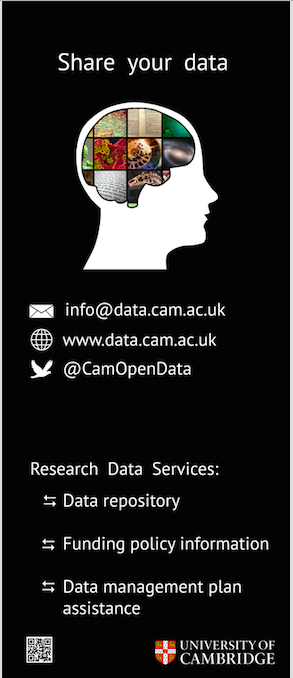 Share your data
info@data.cam.ac.uk
www.data.cam.ac.uk
@CamOpenData
Research Data Services:
Data repository
Funding policy information
Data management plan
assistance
UNIVERSITY OF
CAMBRIDGE